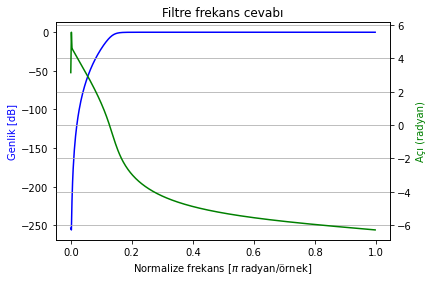 Filtre frekans cevabı
Genlik [dB]
0
−50
−100
−150
−200
−250
6
4
2
0
−2
−4
−6
Açı (radyan)
0.0 0.2 0.4 0.6 0.8 1.0
Normalize frekans [π radyan/örnek]